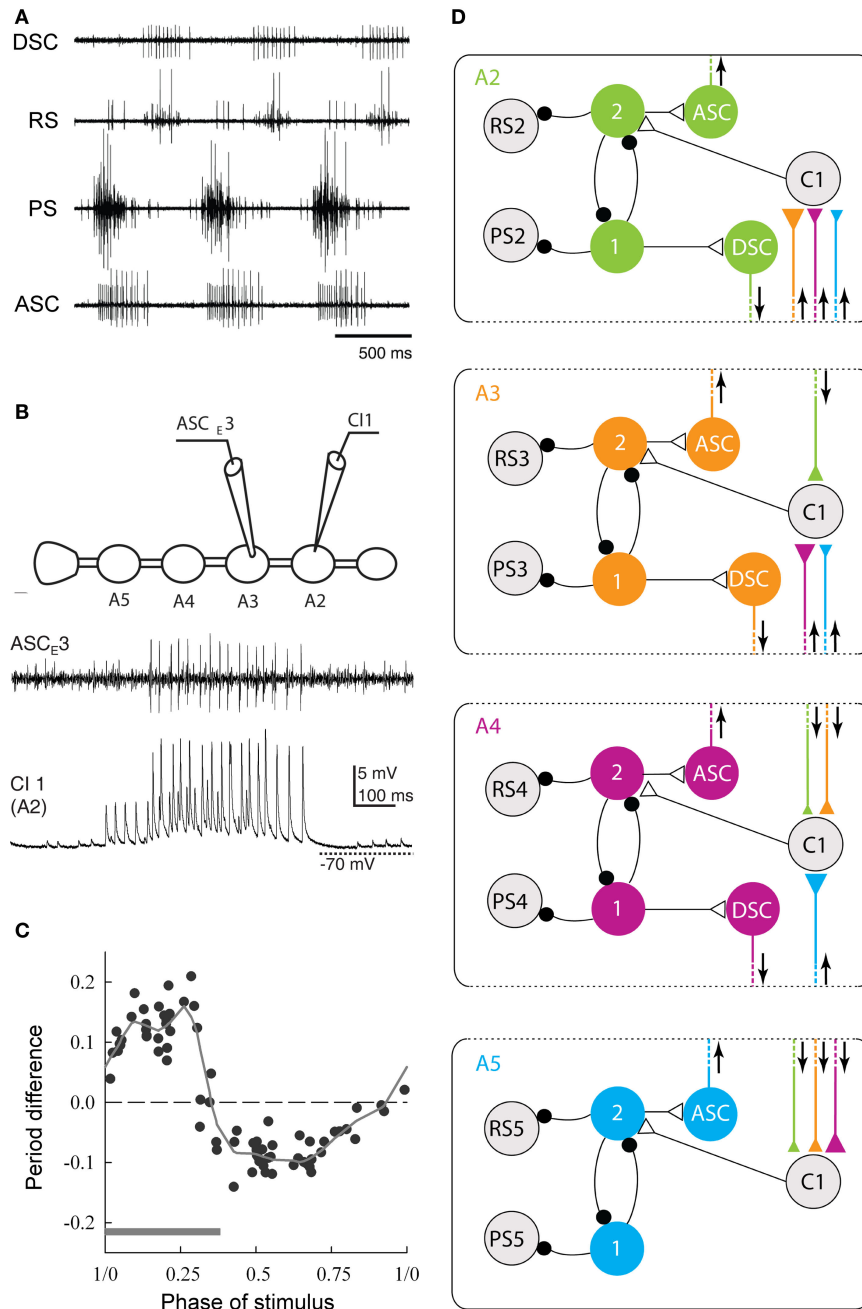 A
DSC
RS
PS
ASC
500 ms
B
ASC E 3
CI1
A5 A4 A3 A2
ASCE3
CI 1
(A2)
5 mV
100 ms
-70 mV
C
0.2
0.1
0.0
-0.1
-0.2
Period difference
1/0 0.25 0.5 0.75 1/0
Phase of stimulus
D
A2
RS2 2 ASC
C1
PS2 1 DSC
A3
RS3 2 ASC
C1
PS3 1 DSC
A4
RS4 2 ASC
C1
PS4 1 DSC
A5
RS5 2 ASC
C1
PS5 1